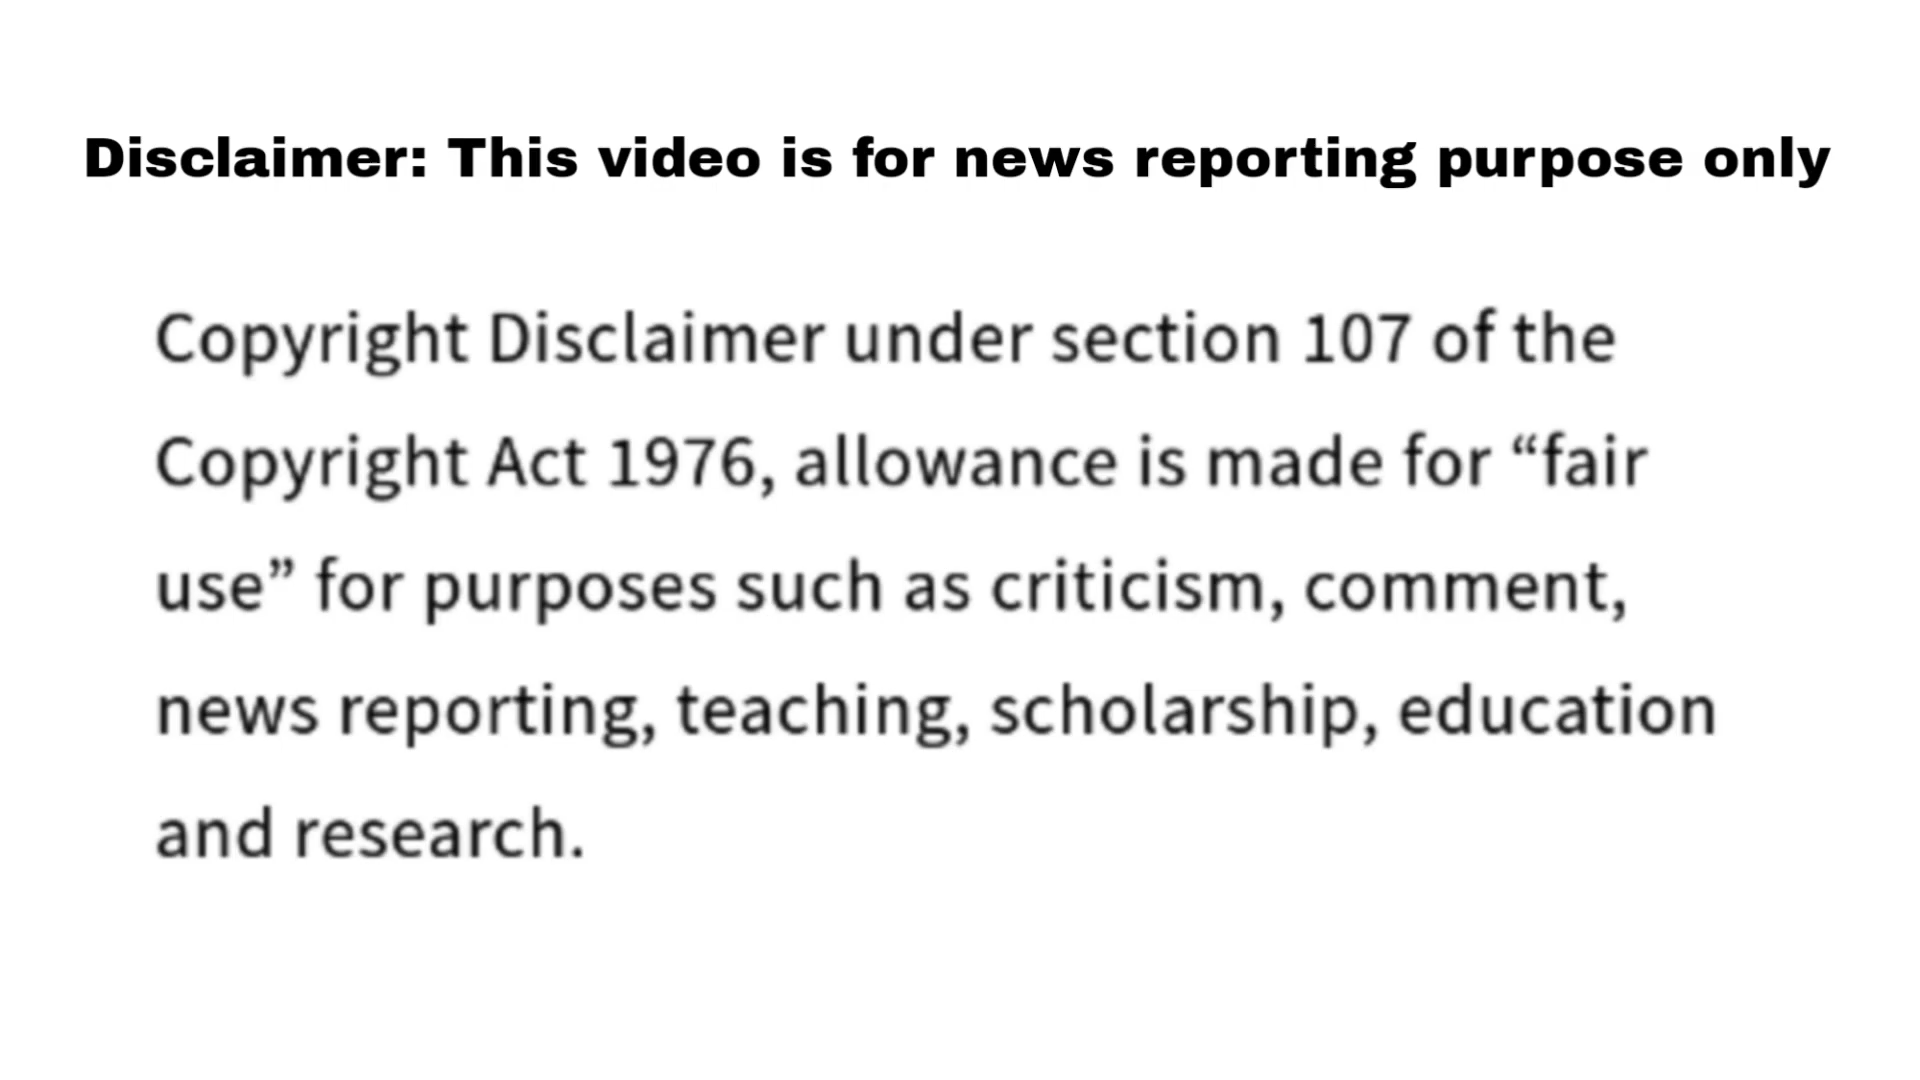 Disclaimer: This video is for news reporting purpose only
Copyright Disclaimer under section 107 of the
Copyright Act 1976, allowance is made for “fair
use” for purposes such as criticism, comment,
news reporting, teaching, scholarship, education
and research.